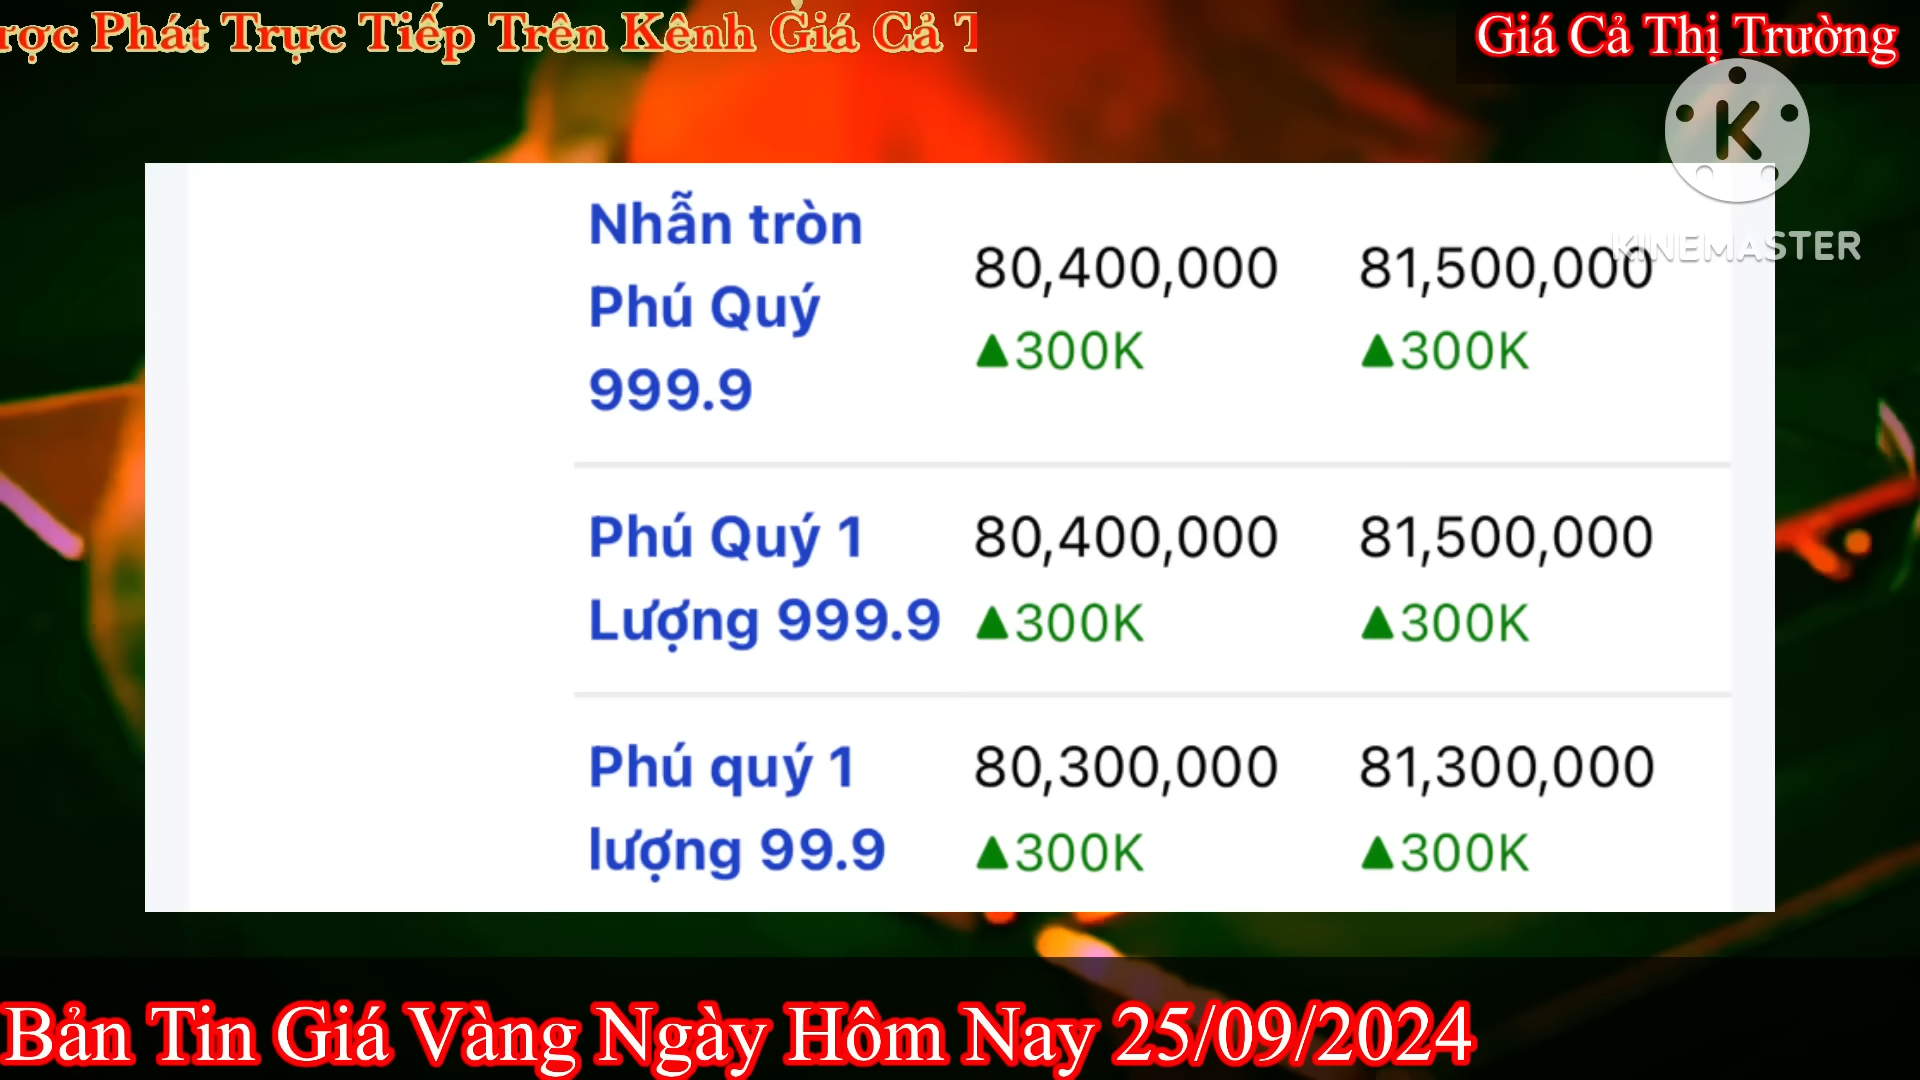 Phát Trực Tiếp Trên Kênh Giá Cả
Giá Cả Thị Trường
K
KINEMASTER
Nhẫn tròn
Phú Quý
999.9
80,400,000
81,500,000
▲300K
▲300K
Phú Quý 1
Lượng 999.9
80,400,000
81,500,000
▲300K
▲300K
Phú quý 1
lượng 99.9
80,300,000
81,300,000
▲300K
▲300K
Bản Tin Giá Vàng Ngày Hôm Nay 25/09/2024